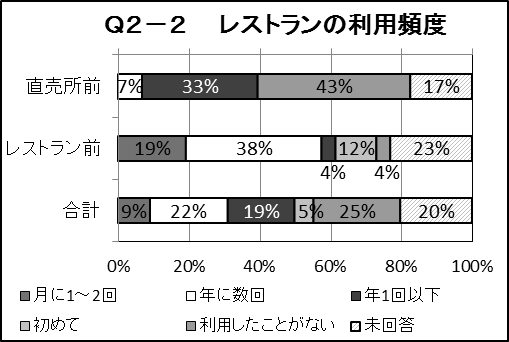 Q2－2　レストランの利用頻度
直売所前 7% 33% 43% 17%
レストラン前 19% 38% 4% 12% 4% 23%
合計 9% 22% 19% 5% 25% 20%
0% 20% 40% 60% 80% 100%
月に1～2回 年に数回 年1回以下
初めて 利用したことがない 未回答